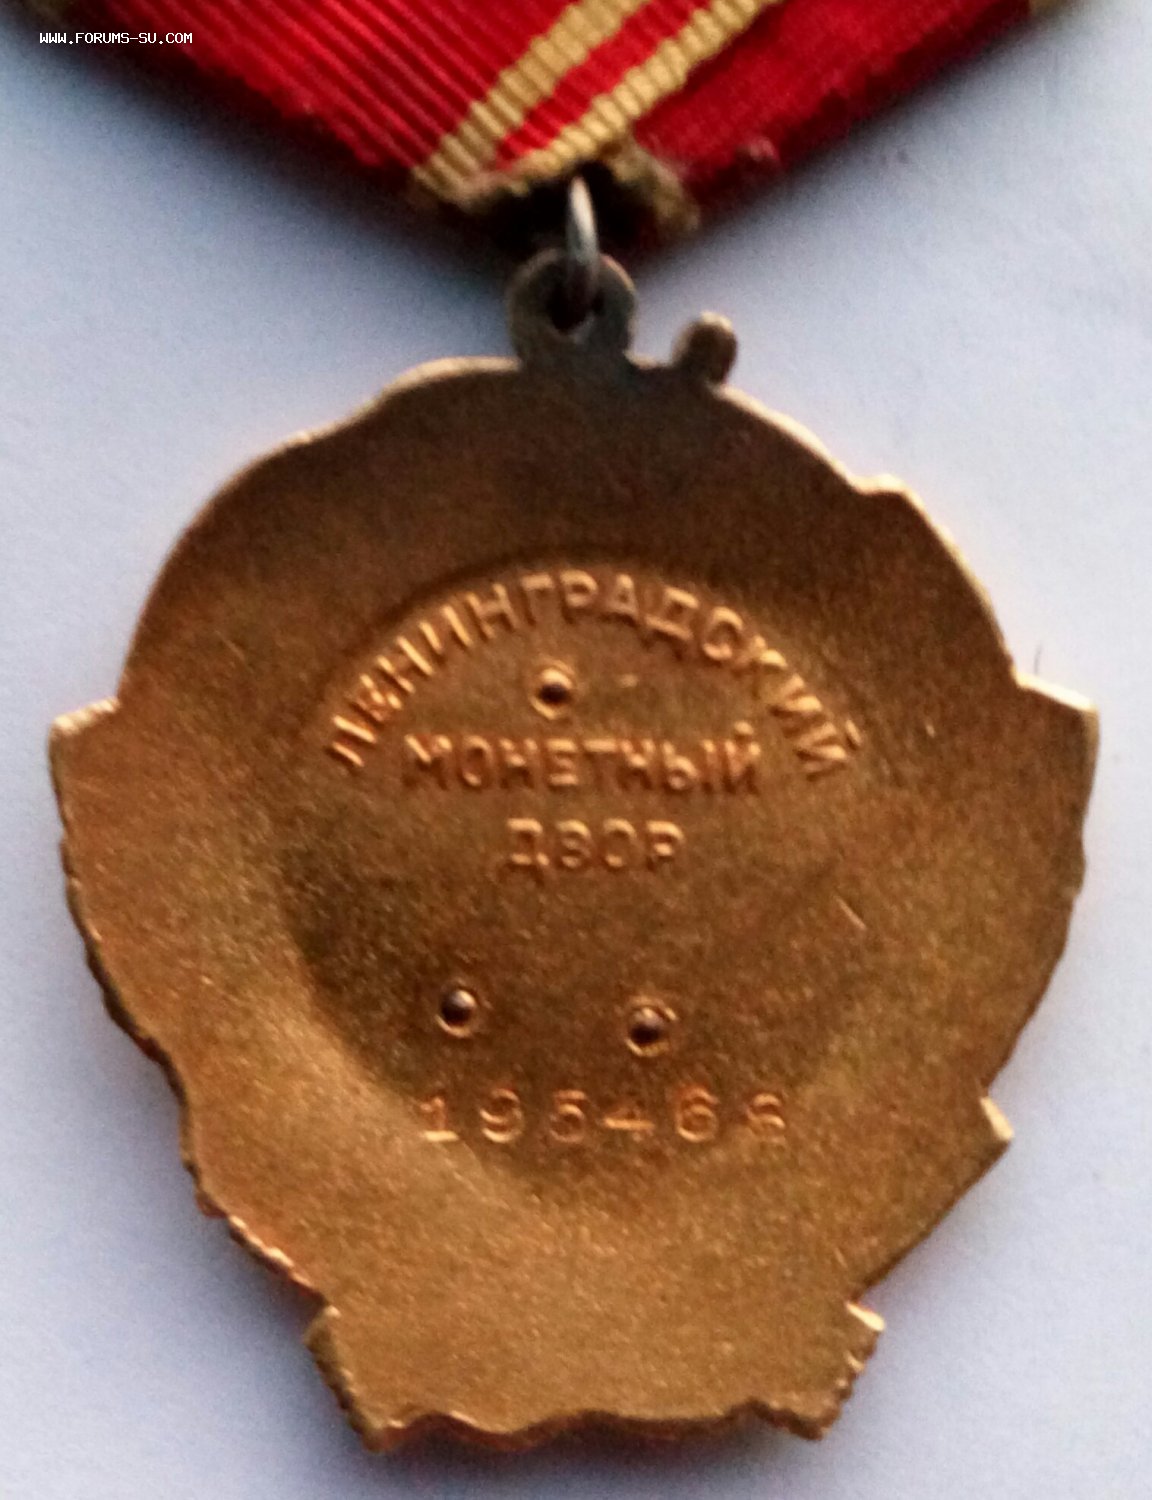 WWW.FORUMS-SU.COM
ЛЕНИНГРАДСКИЙ
МОНЕТНЫЙ
ДВОР
195466